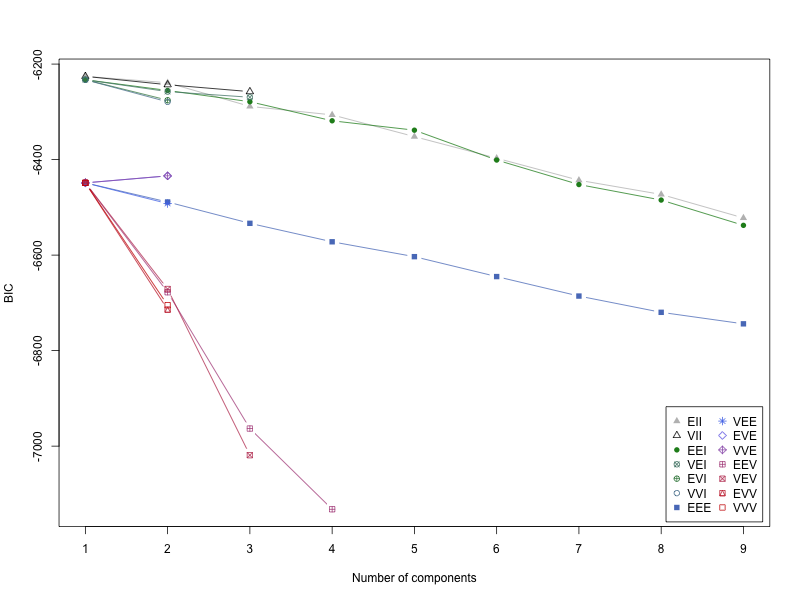 -6200
-6400
-6600
-6800
-7000
BIC
1 2 3 4 5 6 7 8 9
Number of components
EII VEE
VII EVE
EEI VVE
VEI EEV
EVI VEV
VVI EVV
EEE VVV